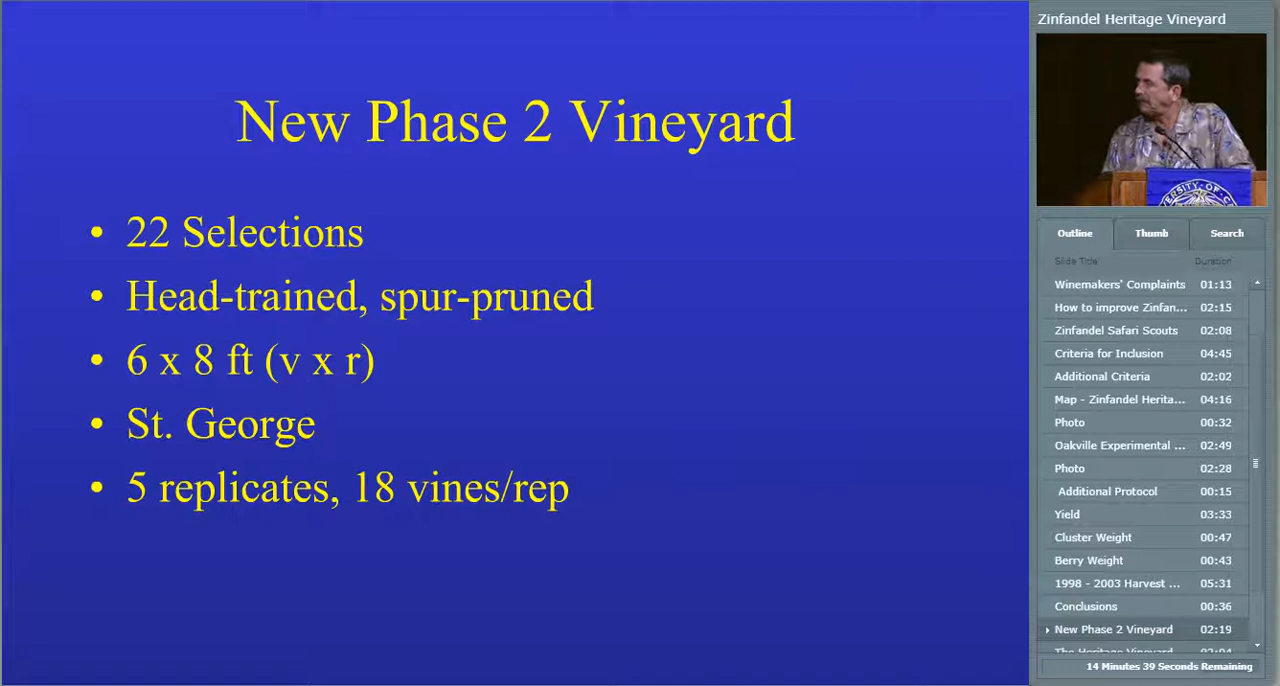 New Phase 2 Vineyard
• 22 Selections
• Head-trained, spur-pruned
• 6 x 8 ft (v x r)
• St. George
• 5 replicates, 18 vines/rep
Zinfandel Heritage Vineyard
Outline Thumb Search
Slide Title Duration
Winemakers' Complaints 01:13
How to improve Zinfan... 02:15
Zinfandel Safari Scouts 02:08
Criteria for Inclusion 04:45
Additional Criteria 02:02
Map - Zinfandel Herita... 04:16
Photo 00:32
Oakville Experimental ... 02:49
Photo 02:28
Additional Protocol 00:15
Yield 03:33
Cluster Weight 00:47
Berry Weight 00:43
1998 - 2003 Harvest ... 05:31
Conclusions 00:36
New Phase 2 Vineyard 02:19
The Heritage Vineyard 02:04
14 Minutes 39 Seconds Remaining